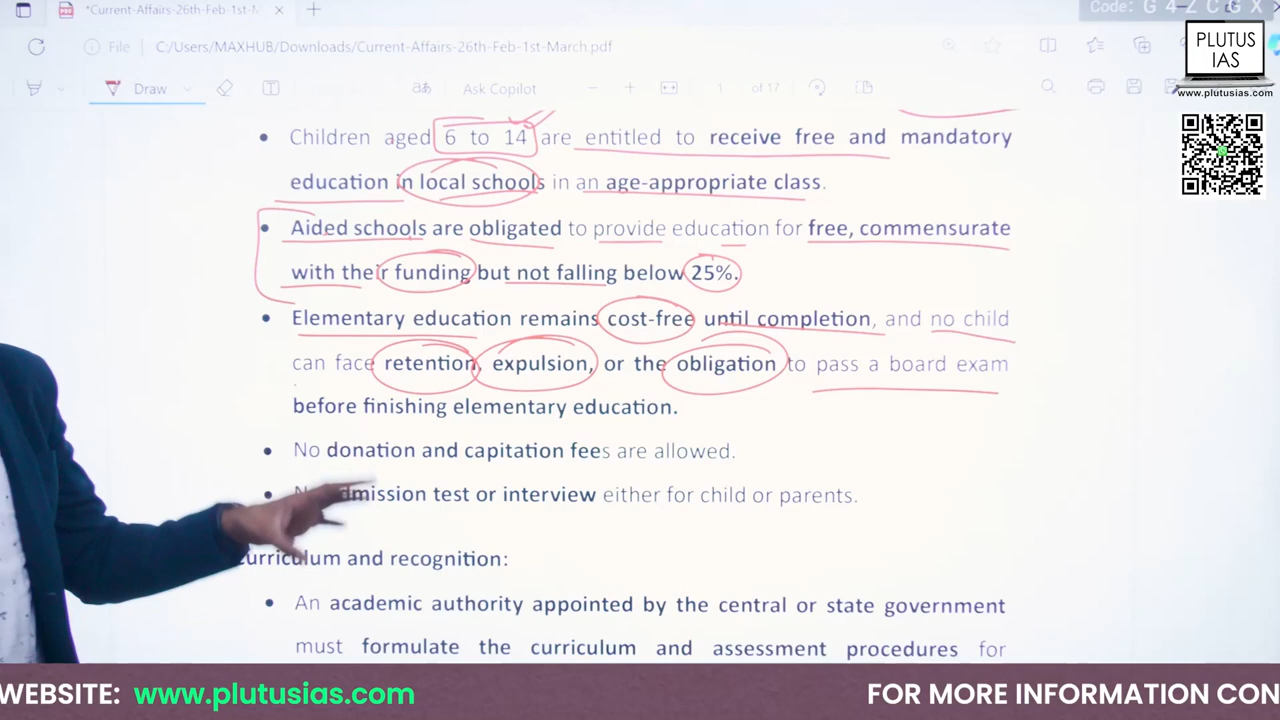 *Current-Affairs-26th-Feb-1st-M
Code: G 4 Z C G X
File
C:/Users/MAXHUB/Downloads/Current-Affairs-26th-Feb-1st-March.pdf
Draw
Ask Copilot
1 of 17
PLUTUS
IAS
www.plutusias.com
• Children aged 6 to 14 are entitled to receive free and mandatory
education in local schools in an age-appropriate class.
• Aided schools are obligated to provide education for free, commensurate
with their funding but not falling below 25%.
• Elementary education remains cost-free until completion, and no child
can face retention, expulsion, or the obligation to pass a board exam
before finishing elementary education.
• No donation and capitation fees are allowed.
• admission test or interview either for child or parents.
Curriculum and recognition:
• An academic authority appointed by the central or state government
must formulate the curriculum and assessment procedures for
WEBSITE: www.plutusias.com
FOR MORE INFORMATION CON